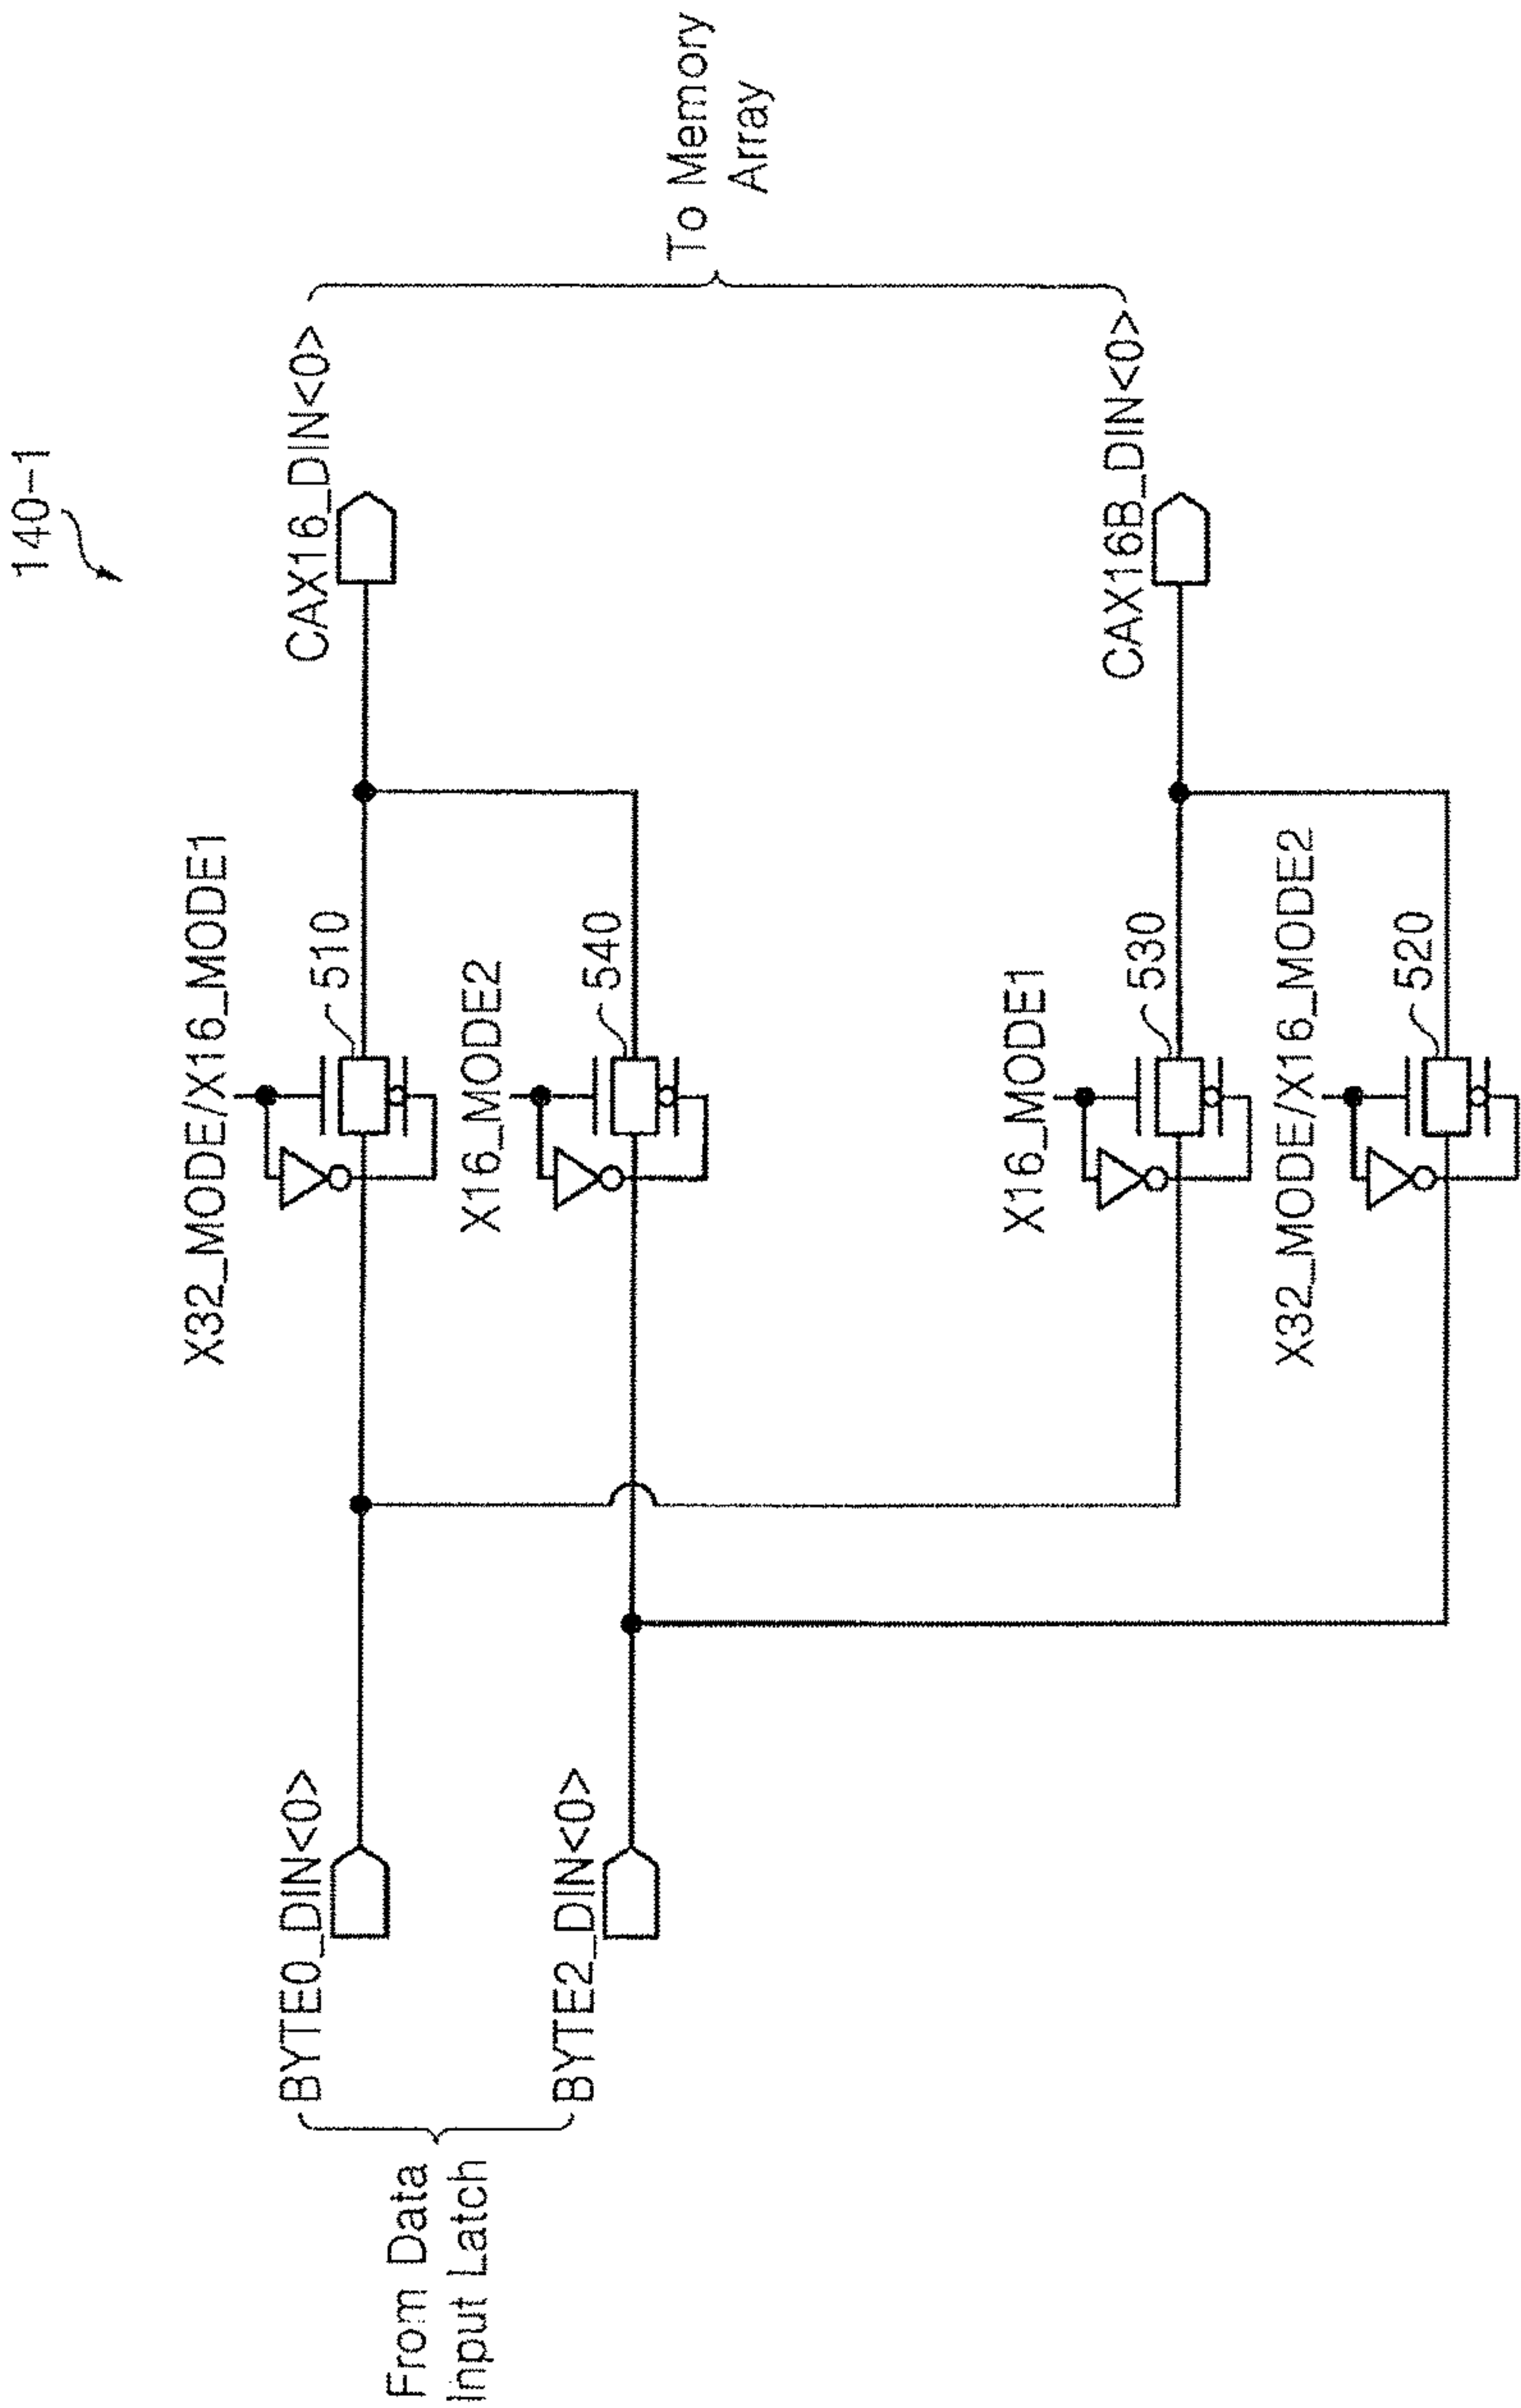 140-1
From Data
Input Latch
BYTE0_DIN<0>
BYTE2_DIN<0>
X32_MODE/X16_MODE1
510
X16_MODE2
540
X16_MODE1
530
X32_MODE/X16_MODE2
520
CAX16_DIN<0>
CAX16B_DIN<0>
To Memory
Array